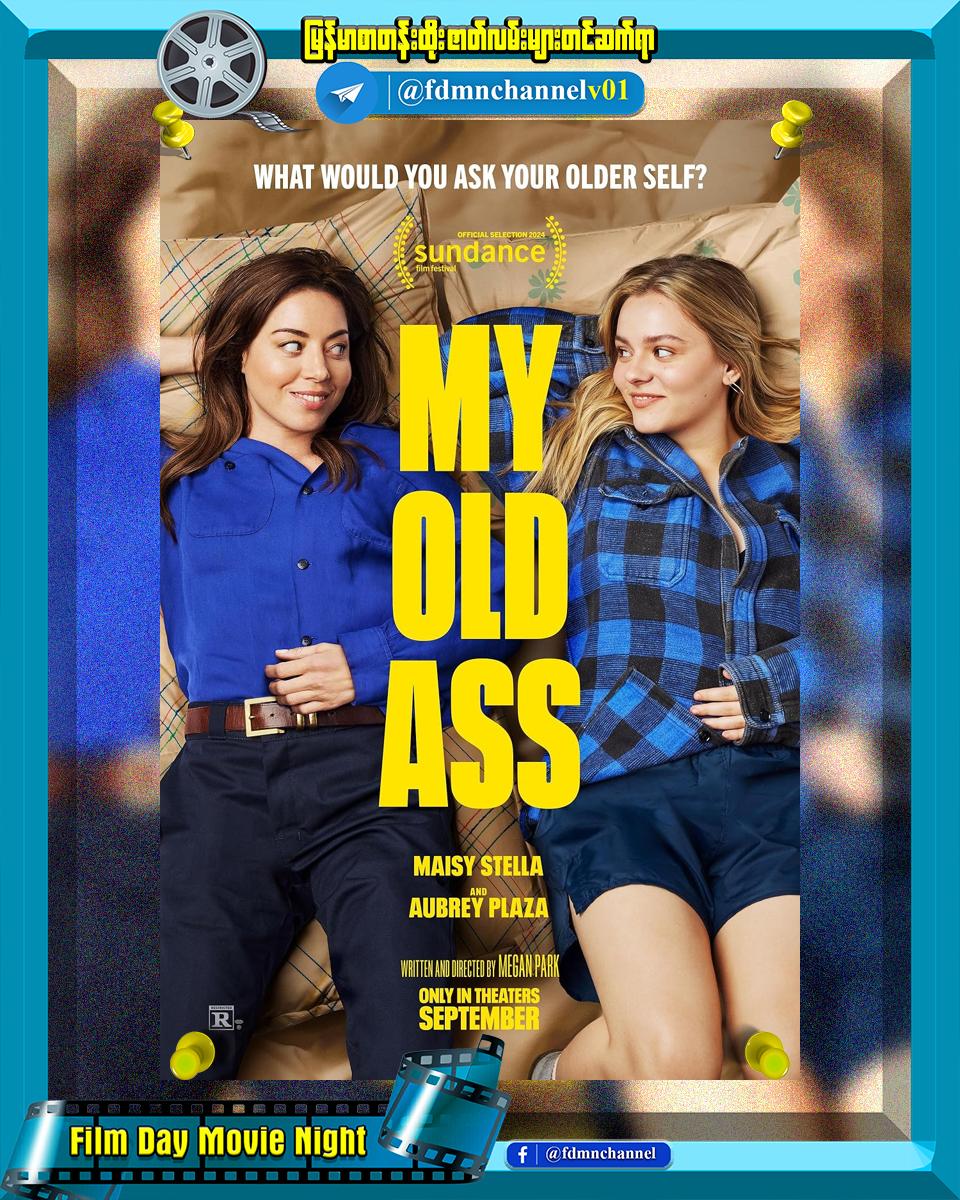 မြန်မာစာတန်းထိုးဇာတ်လမ်းများတင်ဆက်ရာ
@fdmnchannelv01
WHAT WOULD YOU ASK YOUR OLDER SELF?
OFFICIAL SELECTION 2024
sundance
film festival
MY
OLD
ASS
MAISY STELLA
AND
AUBREY PLAZA
WRITTEN AND DIRECTED BY MEGAN PARK
ONLY IN THEATERS
SEPTEMBER
RESTRICTED
R
Film Day Movie Night
f @fdmnchannel